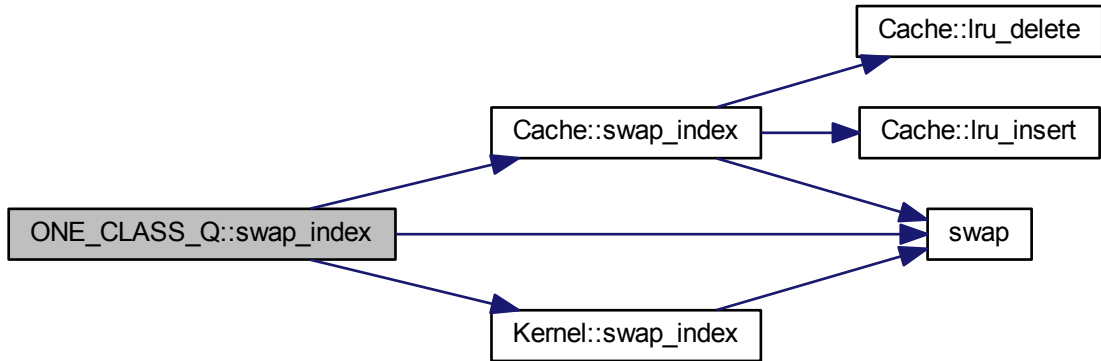 Cache::lru_delete
Cache::swap_index
Cache::lru_insert
ONE_CLASS_Q::swap_index
swap
Kernel::swap_index